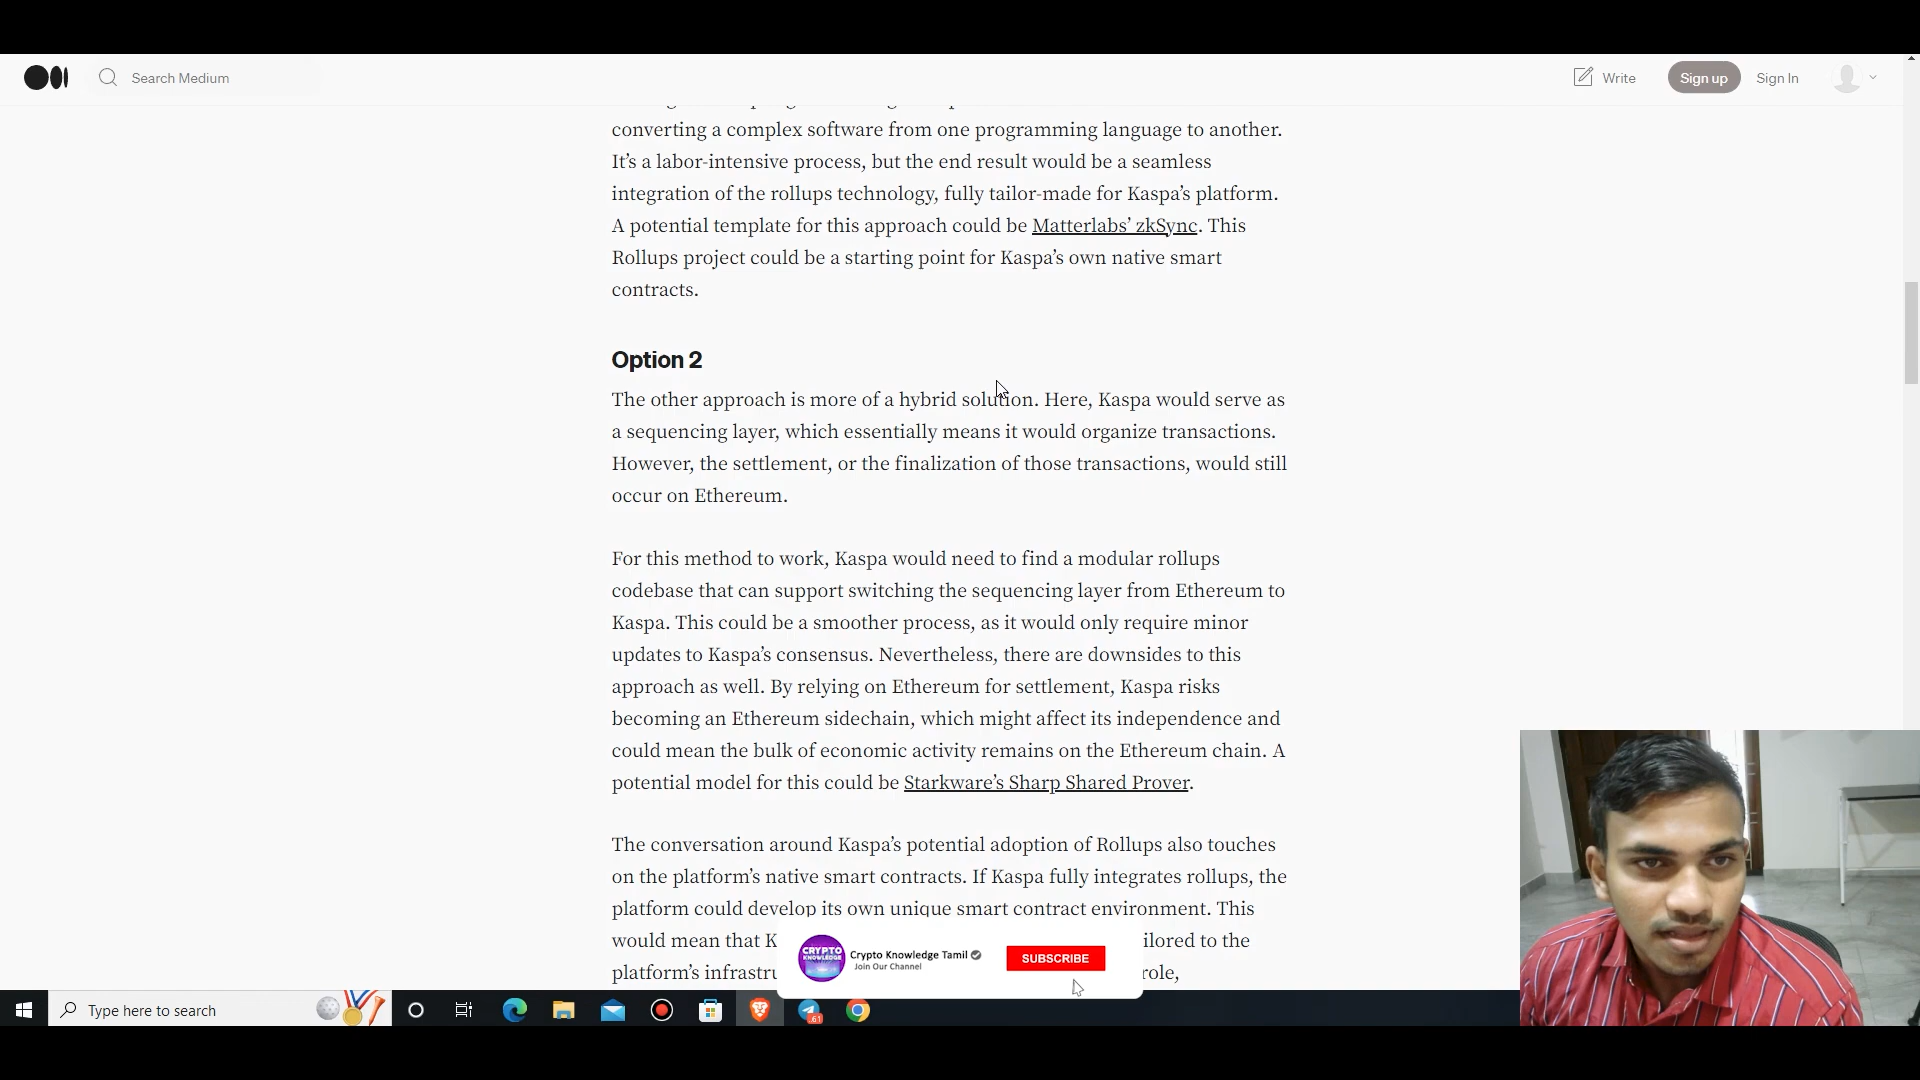 Search Medium
Write
Sign up
Sign In
converting a complex software from one programming language to another.
It’s a labor-intensive process, but the end result would be a seamless
integration of the rollups technology, fully tailor-made for Kaspa’s platform.
A potential template for this approach could be Matterlabs’ zkSync. This
Rollups project could be a starting point for Kaspa’s own native smart
contracts.
Option 2
The other approach is more of a hybrid solution. Here, Kaspa would serve as
a sequencing layer, which essentially means it would organize transactions.
However, the settlement, or the finalization of those transactions, would still
occur on Ethereum.
For this method to work, Kaspa would need to find a modular rollups
codebase that can support switching the sequencing layer from Ethereum to
Kaspa. This could be a smoother process, as it would only require minor
updates to Kaspa’s consensus. Nevertheless, there are downsides to this
approach as well. By relying on Ethereum for settlement, Kaspa risks
becoming an Ethereum sidechain, which might affect its independence and
could mean the bulk of economic activity remains on the Ethereum chain. A
potential model for this could be Starkware’s Sharp Shared Prover.
The conversation around Kaspa’s potential adoption of Rollups also touches
on the platform’s native smart contracts. If Kaspa fully integrates rollups, the
platform could develop its own unique smart contract environment. This
would mean that K ilored to the
platform’s infrastru role,
CRYPTO
KNOWLEDGE
Crypto Knowledge Tamil
Join Our Channel
SUBSCRIBE
Type here to search
61